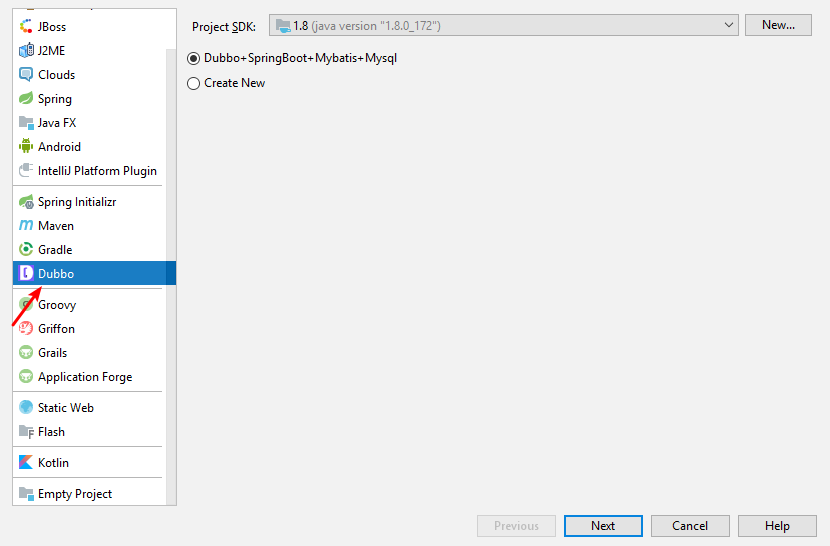 JBoss
J2ME
Clouds
Spring
Java FX
Android
IntelliJ Platform Plugin
Spring Initializr
Maven
Gradle
Dubbo
Groovy
Griffon
Grails
Application Forge
Static Web
Flash
Kotlin
Empty Project
Project SDK: 1.8 (java version "1.8.0_172") New...
Dubbo+SpringBoot+Mybatis+Mysql
Create New
Previous Next Cancel Help